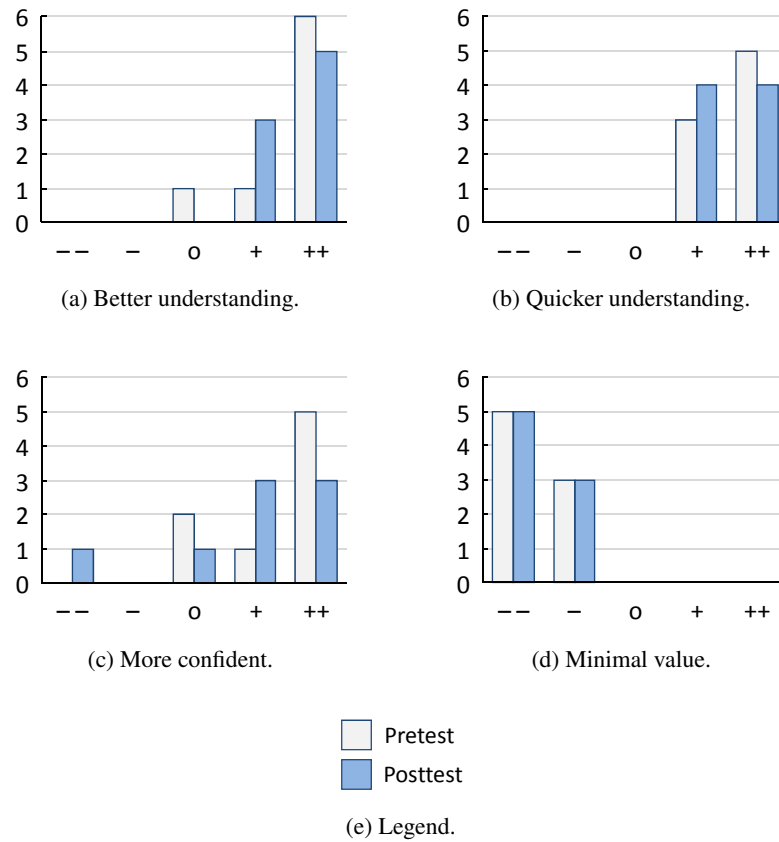 6
5
4
3
2
1
0
−− − o + ++
(a) Better understanding.
6
5
4
3
2
1
0
−− − o + ++
(b) Quicker understanding.
6
5
4
3
2
1
0
−− − o + ++
(c) More confident.
6
5
4
3
2
1
0
−− − o + ++
(d) Minimal value.
Pretest
Posttest
(e) Legend.